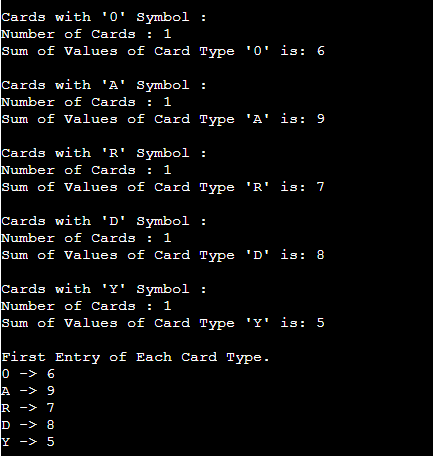 Cards with '0' Symbol :
Number of Cards : 1
Sum of Values of Card Type '0' is: 6
Cards with 'A' Symbol :
Number of Cards : 1
Sum of Values of Card Type 'A' is: 9
Cards with 'R' Symbol :
Number of Cards : 1
Sum of Values of Card Type 'R' is: 7
Cards with 'D' Symbol :
Number of Cards : 1
Sum of Values of Card Type 'D' is: 8
Cards with 'Y' Symbol :
Number of Cards : 1
Sum of Values of Card Type 'Y' is: 5
First Entry of Each Card Type.
0 -> 6
A -> 9
R -> 7
D -> 8
Y -> 5